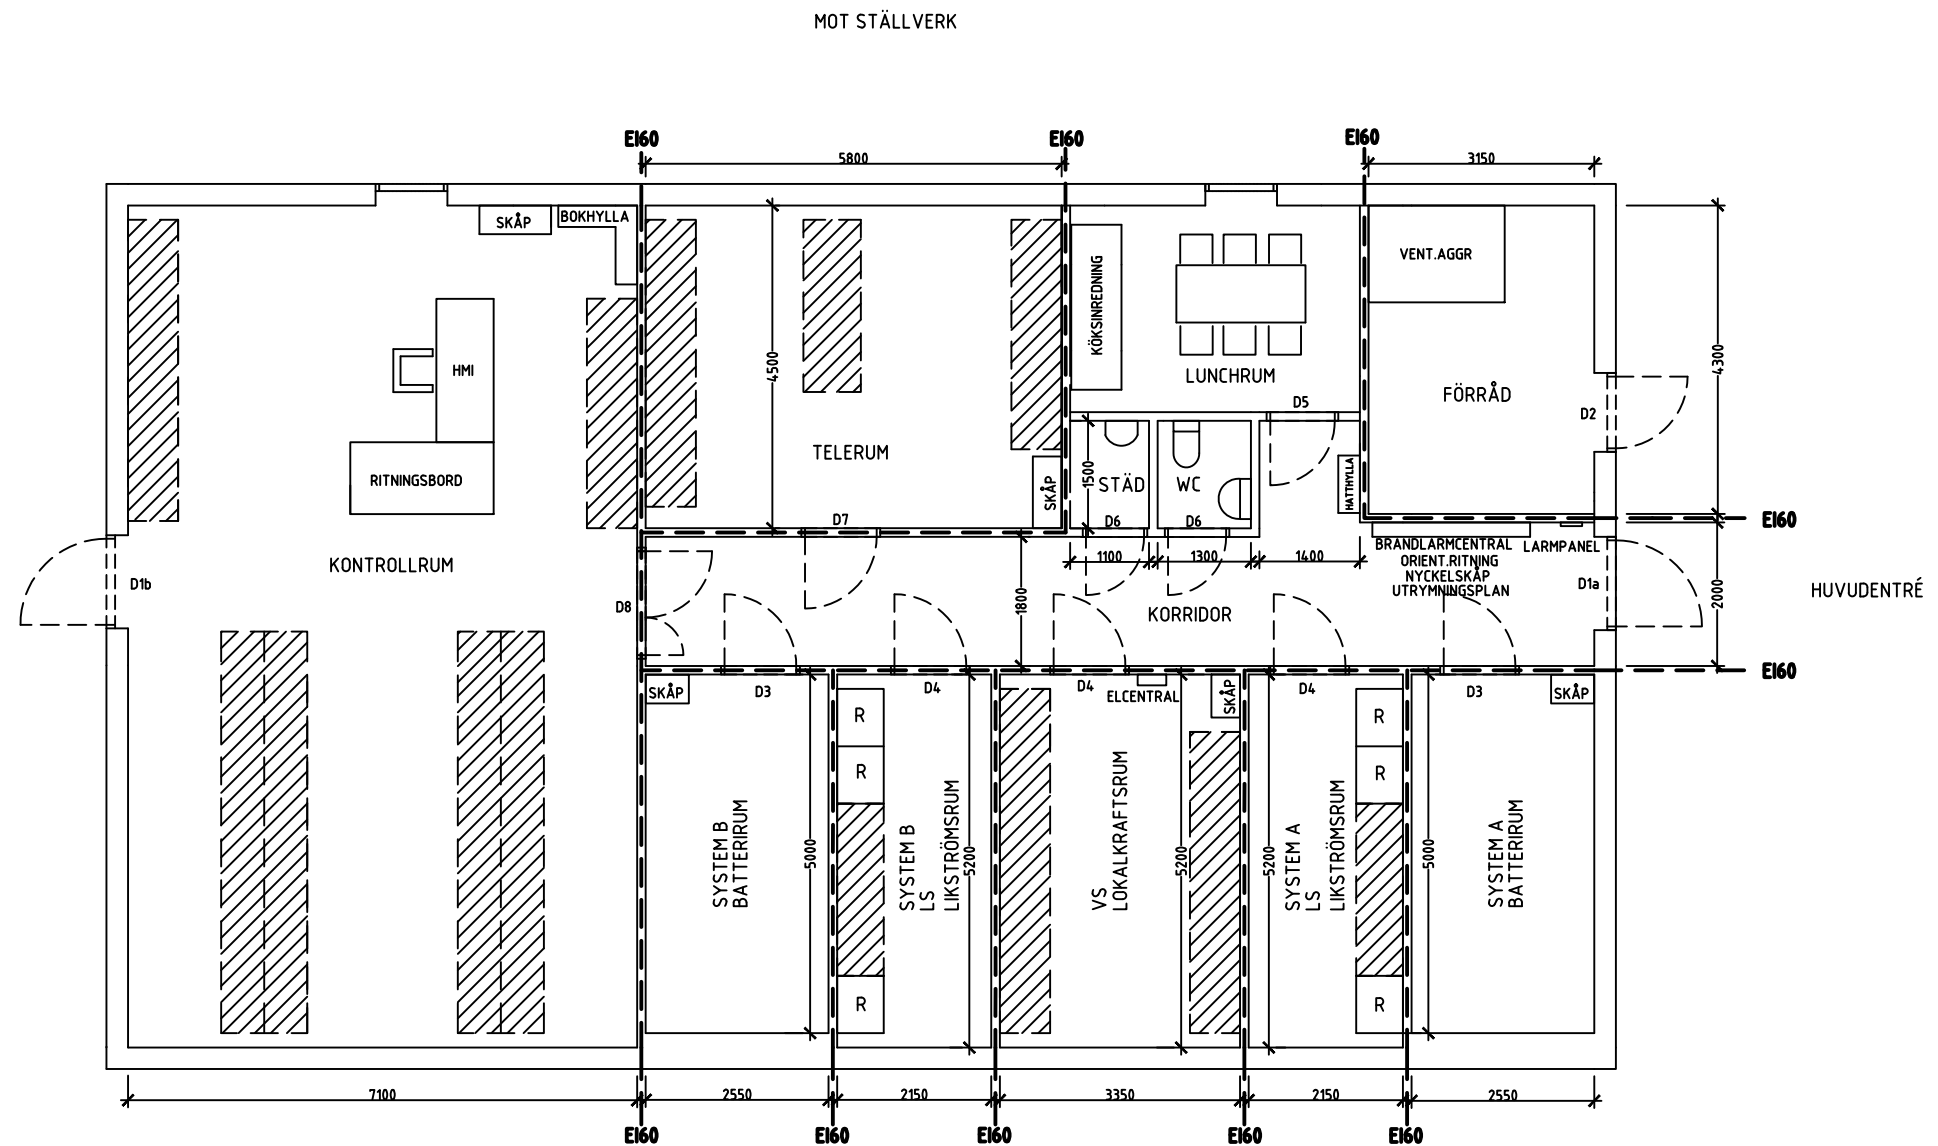 MOT STÄLLVERK
EI60
EI60
EI60
5800
3150
SKÅP
BOKHYLLA
HMI
RITNINGSBORD
KONTROLLRUM
D1b
4500
TELERUM
SKÅP
D7
KÖKSINREDNING
LUNCHRUM
D5
1500
STÄD
WC
HATTHYLLA
D6
D6
1100
1300
1400
VENT.AGGR
FÖRRÅD
D2
4300
EI60
BRANDLARMCENTRAL
ORIENT.RITNING
NYCKELSKÅP
UTRYMNINGSPLAN
LARMPANEL
D1a
2000
HUVUDENTRÉ
D8
1800
KORRIDOR
EI60
SKÅP
D3
D4
D4
ELCENTRAL
SKÅP
D4
D3
SKÅP
R
R
R
R
R
R
SYSTEM B
BATTERIRUM
5000
SYSTEM B
LS
LIKSTRÖMSRUM
5200
VS
LOKALKRAFTSRUM
5200
5200
SYSTEM A
LS
LIKSTRÖMSRUM
5000
SYSTEM A
BATTERIRUM
7100
2550
2150
3350
2150
2550
EI60
EI60
EI60
EI60
EI60